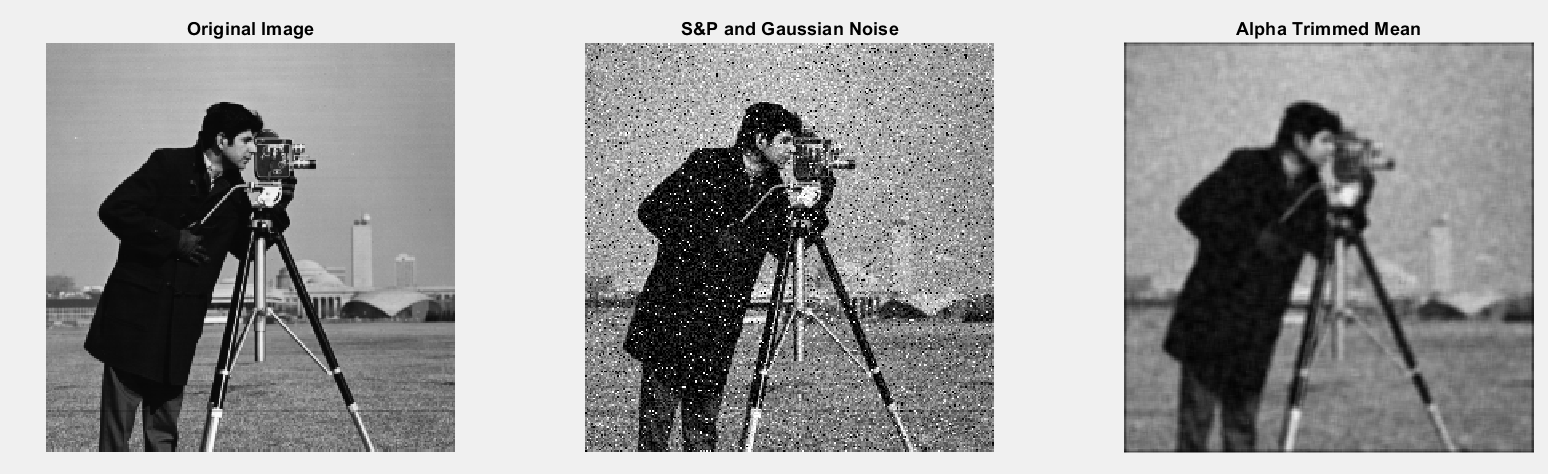 Original Image
S&P and Gaussian Noise
Alpha Trimmed Mean